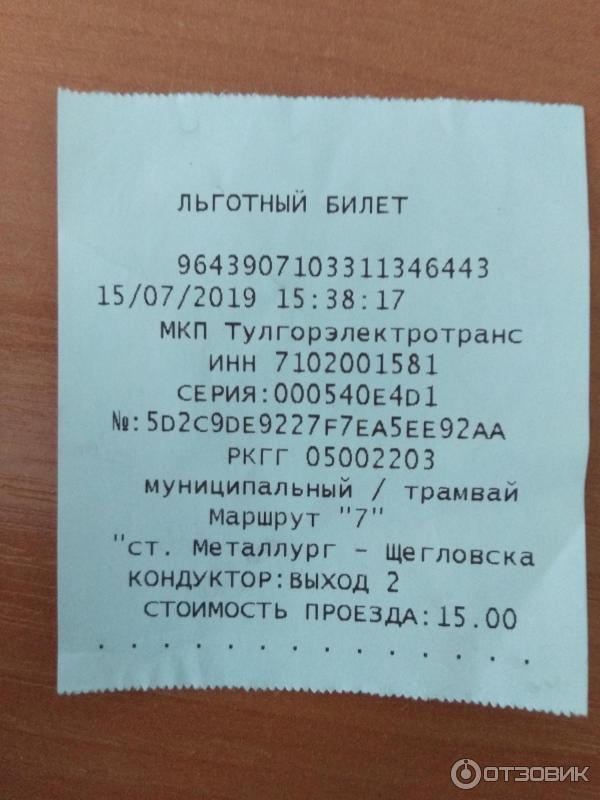 ЛЬГОТНЫЙ БИЛЕТ
9643907103311346443
15/07/2019 15:38:17
МКП Тулгорэлектротранс
ИНН 7102001581
СЕРИЯ:000540E4D1
№:5D2C9DE9227F7EA5EE92AA
РКГГ 05002203
муниципальный / трамвай
Маршрут "7"
"ст. Металлург - Щегловска
КОНДУКТОР:ВЫХОД 2
СТОИМОСТЬ ПРОЕЗДА:15.00
. . . . . . . . . . . . . .
ОТЗОВИК